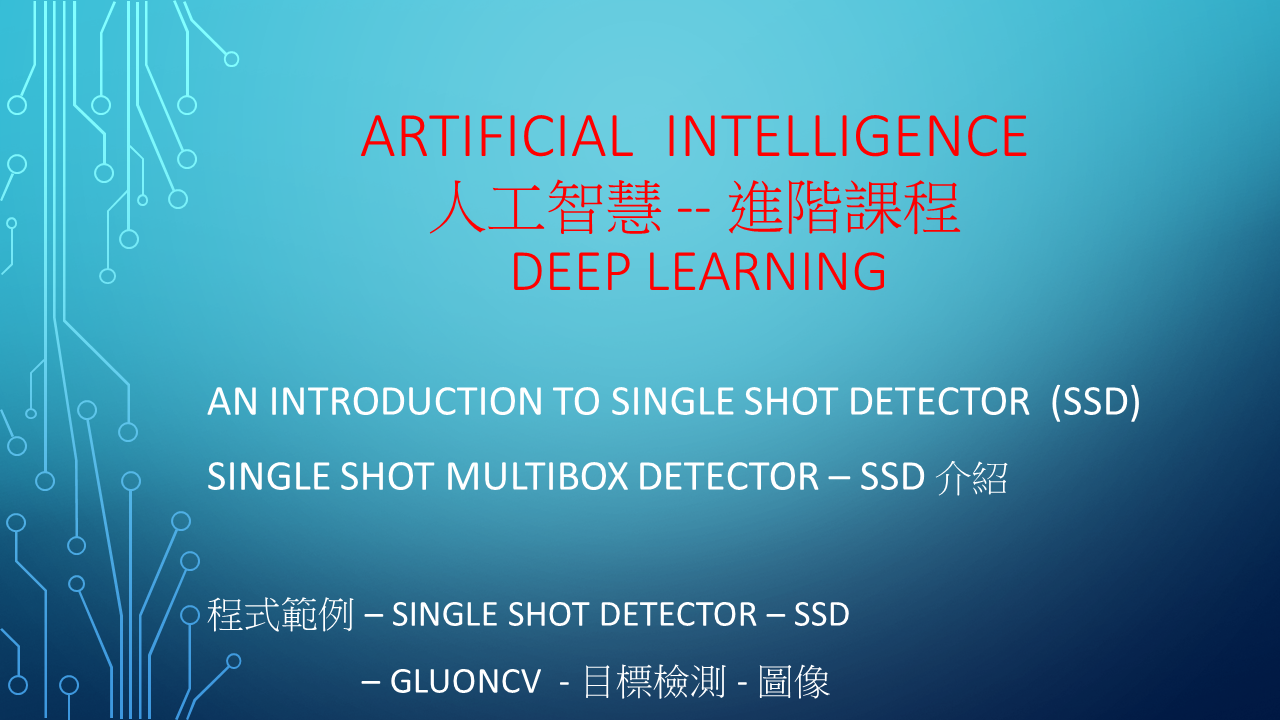 ARTIFICIAL INTELLIGENCE
人工智慧 -- 進階課程
DEEP LEARNING
AN INTRODUCTION TO SINGLE SHOT DETECTOR (SSD)
SINGLE SHOT MULTIBOX DETECTOR – SSD 介紹
程式範例 – SINGLE SHOT DETECTOR – SSD
– GLUONCV - 目標檢測 - 圖像